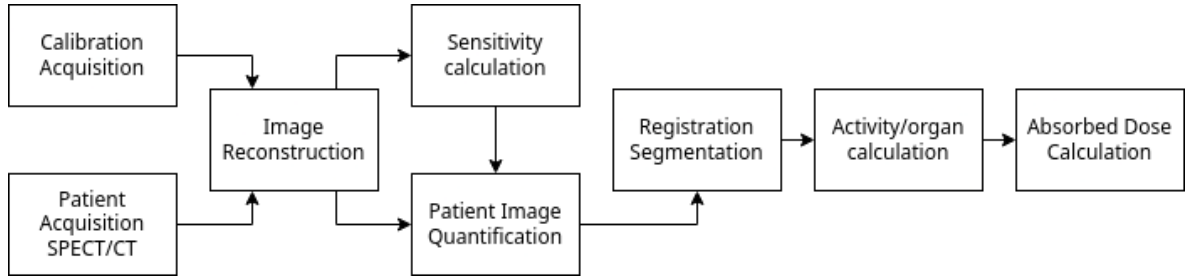 Calibration
Acquisition
Patient
Acquisition
SPECT/CT
Image
Reconstruction
Sensitivity
calculation
Patient Image
Quantification
Registration
Segmentation
Activity/organ
calculation
Absorbed Dose
Calculation